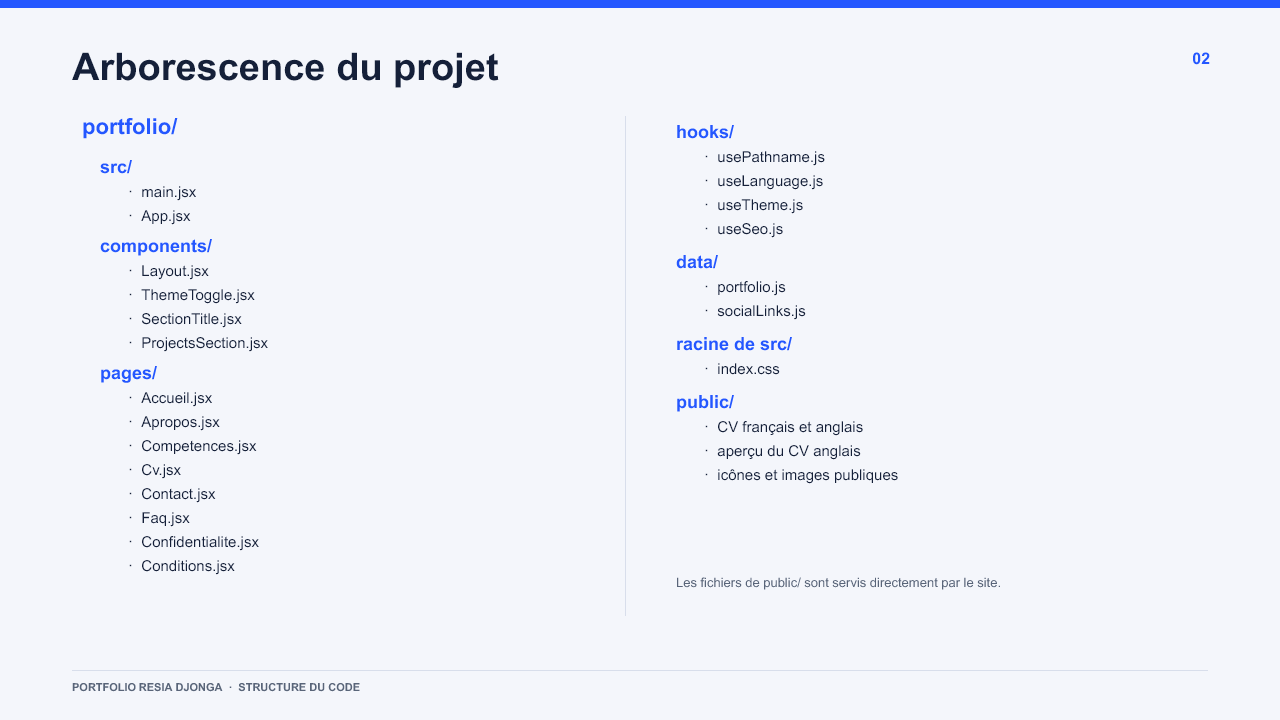 Arborescence du projet
02
portfolio/
src/
· main.jsx
· App.jsx
components/
· Layout.jsx
· ThemeToggle.jsx
· SectionTitle.jsx
· ProjectsSection.jsx
pages/
· Accueil.jsx
· Apropos.jsx
· Competences.jsx
· Cv.jsx
· Contact.jsx
· Faq.jsx
· Confidentialite.jsx
· Conditions.jsx
hooks/
· usePathname.js
· useLanguage.js
· useTheme.js
· useSeo.js
data/
· portfolio.js
· socialLinks.js
racine de src/
· index.css
public/
· CV français et anglais
· aperçu du CV anglais
· icônes et images publiques
Les fichiers de public/ sont servis directement par le site.
PORTFOLIO RESIA DJONGA · STRUCTURE DU CODE